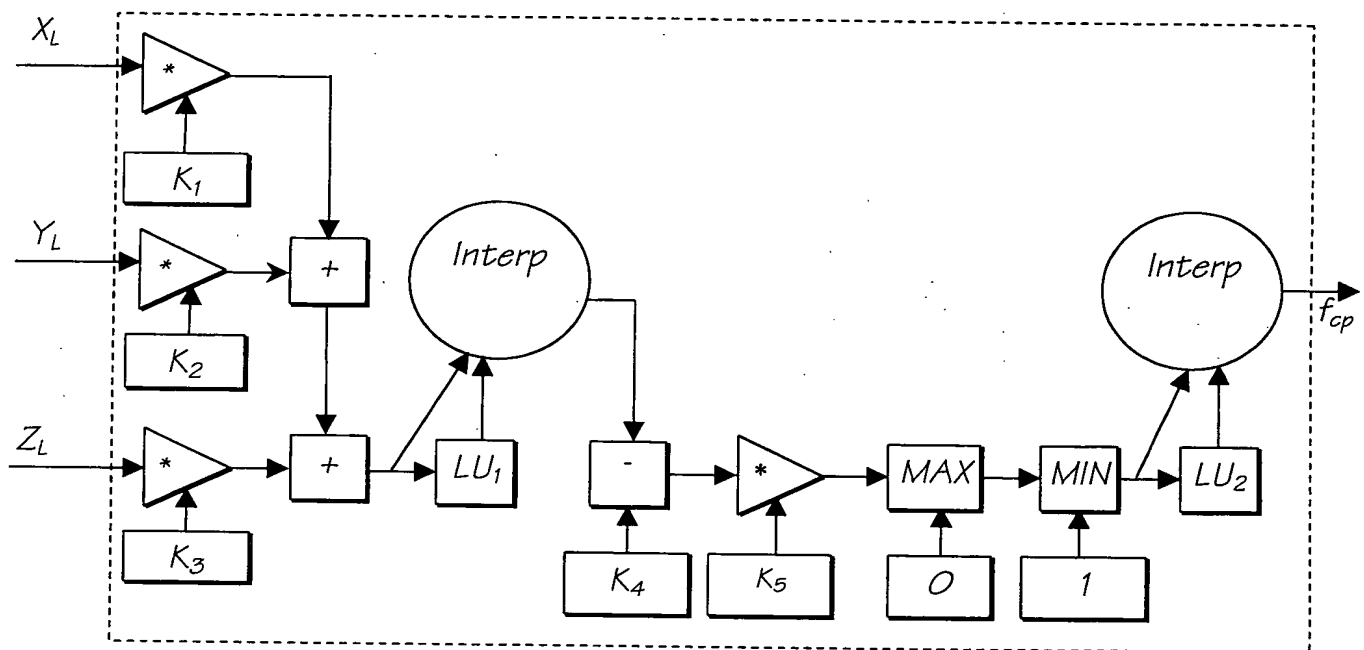 X_L
*
K_1
Y_L
*
+
Interp
Interp
f_cp
K_2
Z_L
*
+
LU_1
-
*
MAX
MIN
LU_2
K_3
K_4
K_5
0
1